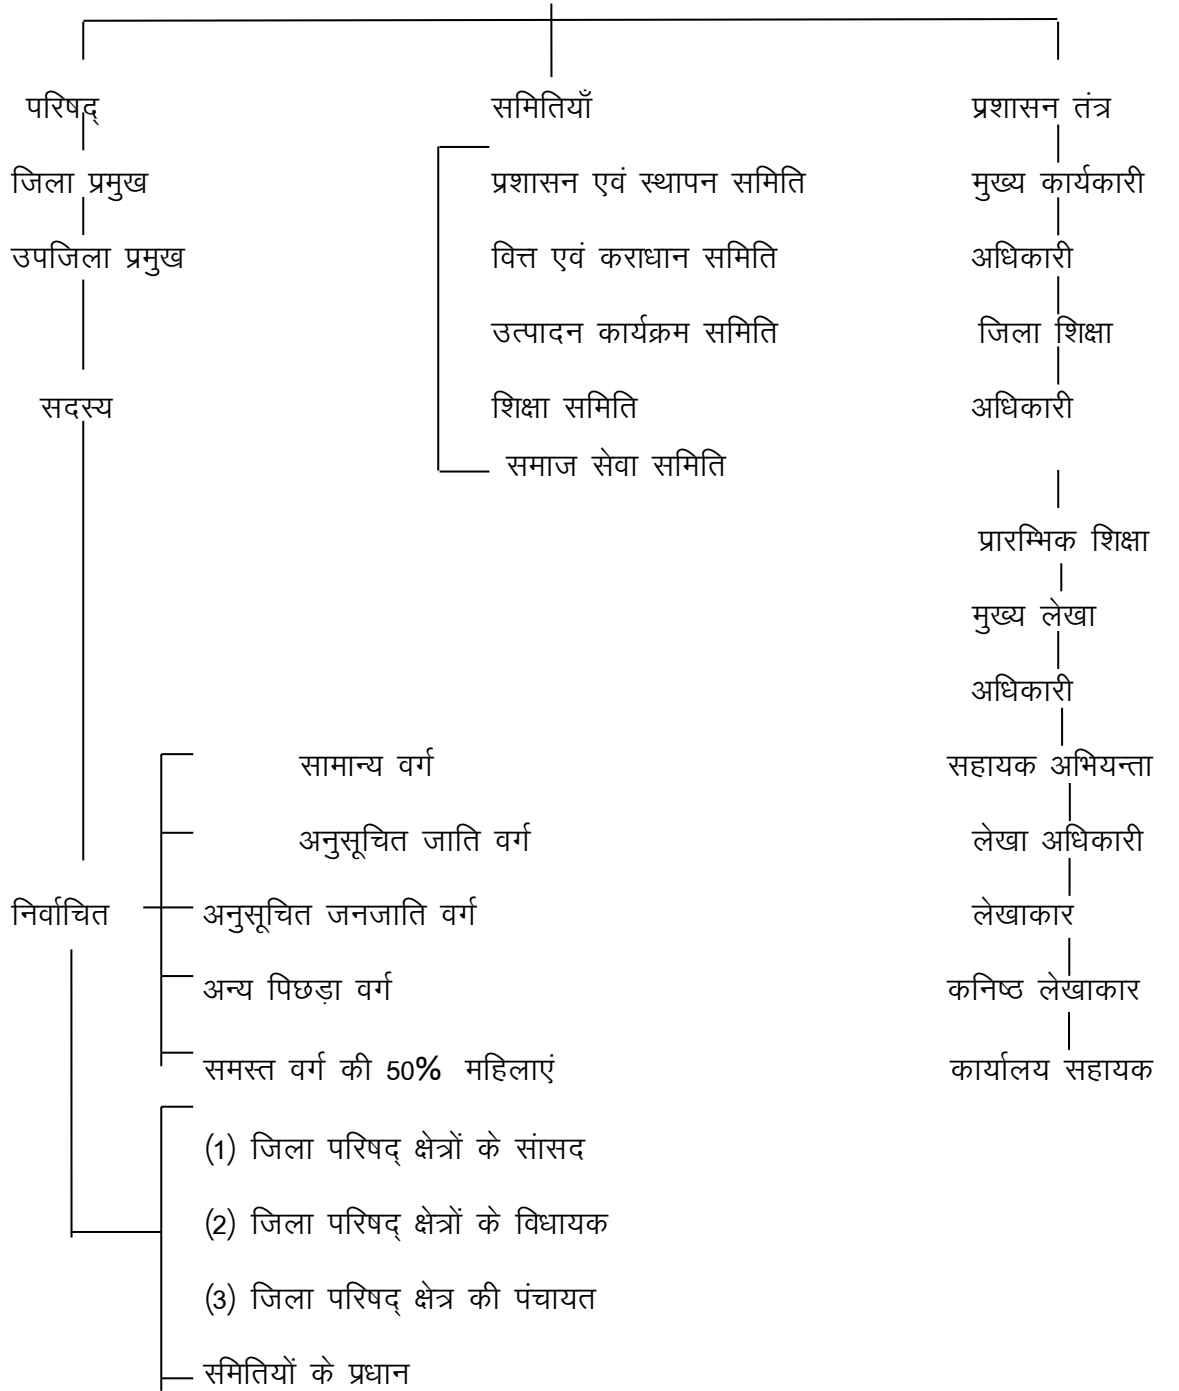 परिषद्
समितियाँ
प्रशासन तंत्र
जिला प्रमुख
प्रशासन एवं स्थापन समिति
मुख्य कार्यकारी
उपजिला प्रमुख
वित्त एवं कराधान समिति
अधिकारी
उत्पादन कार्यक्रम समिति
जिला शिक्षा
सदस्य
शिक्षा समिति
अधिकारी
समाज सेवा समिति
प्रारम्भिक शिक्षा
मुख्य लेखा
अधिकारी
सामान्य वर्ग
सहायक अभियन्ता
अनुसूचित जाति वर्ग
लेखा अधिकारी
निर्वाचित
अनुसूचित जनजाति वर्ग
लेखाकार
अन्य पिछड़ा वर्ग
कनिष्ठ लेखाकार
समस्त वर्ग की 50% महिलाएं
कार्यालय सहायक
(1) जिला परिषद् क्षेत्रों के सांसद
(2) जिला परिषद् क्षेत्रों के विधायक
(3) जिला परिषद् क्षेत्र की पंचायत
समितियों के प्रधान